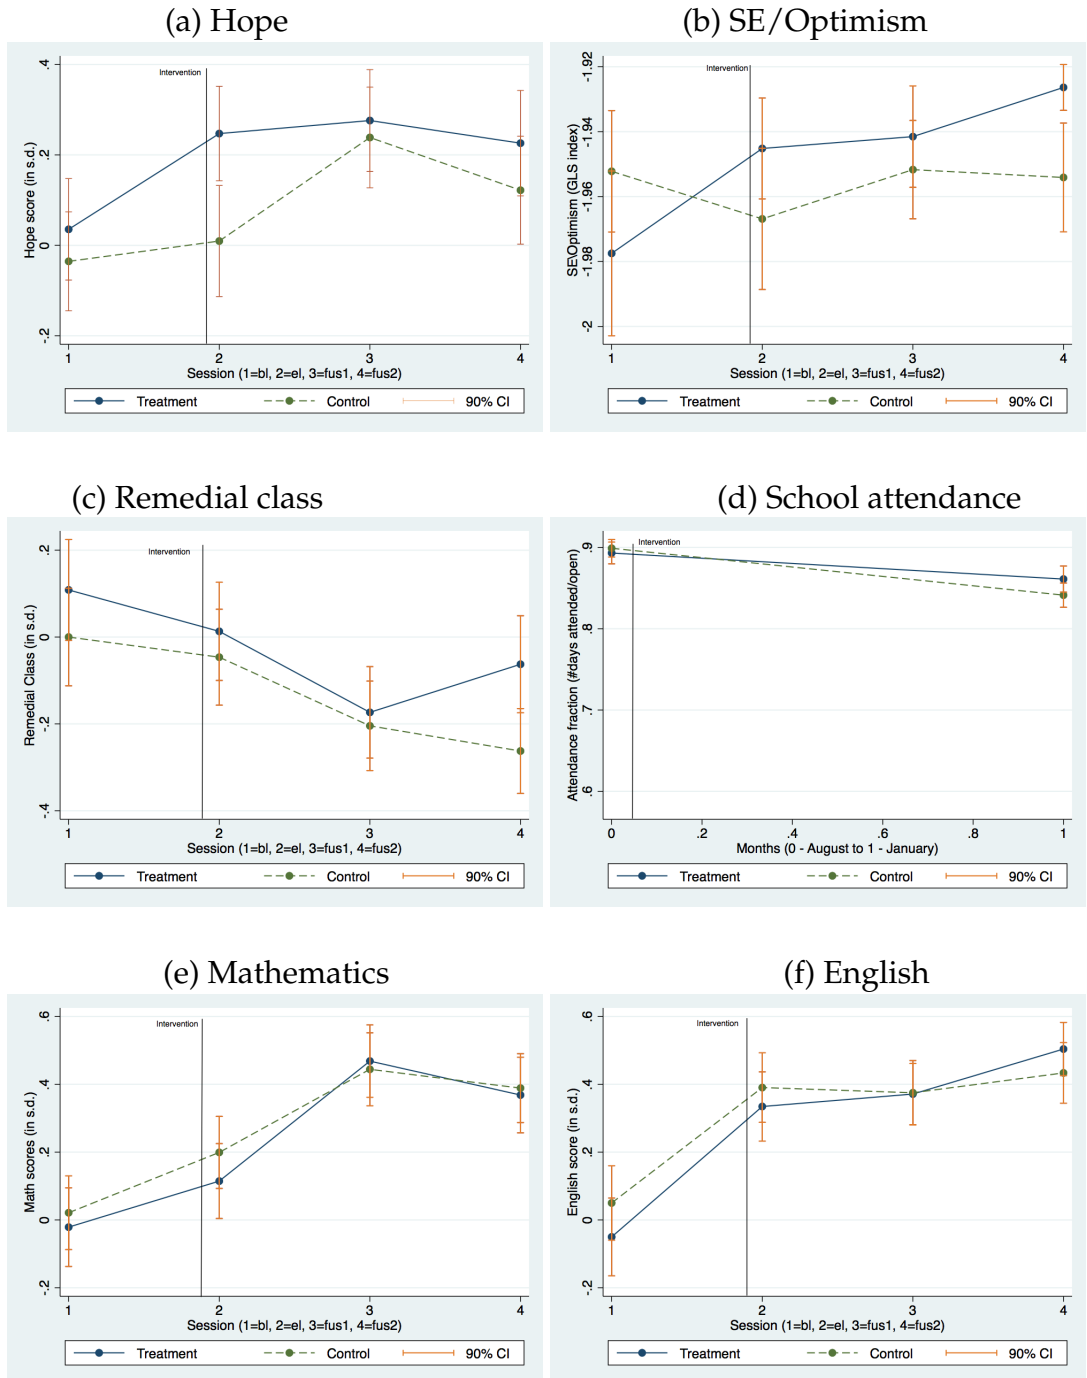 (a) Hope
(b) SE/Optimism
Hope score (in s.d.)
.4
.2
0
-.2
Intervention
1 2 3 4
Session (1=bl, 2=el, 3=fus1, 4=fus2)
Treatment Control 90% CI
SE\Optimism (GLS index)
-1.92
-1.94
-1.96
-1.98
-2
Intervention
1 2 3 4
Session (1=bl, 2=el, 3=fus1, 4=fus2)
Treatment Control 90% CI
(c) Remedial class
(d) School attendance
Remedial Class (in s.d.)
.2
0
-.2
-.4
Intervention
1 2 3 4
Session (1=bl, 2=el, 3=fus1, 4=fus2)
Treatment Control 90% CI
Attendance fraction (#days attended/open)
.9
.8
.7
.6
Intervention
0 .2 .4 .6 .8 1
Months (0 - August to 1 - January)
Treatment Control 90% CI
(e) Mathematics
(f) English
Math scores (in s.d.)
.6
.4
.2
0
-.2
Intervention
1 2 3 4
Session (1=bl, 2=el, 3=fus1, 4=fus2)
Treatment Control 90% CI
English score (in s.d.)
.6
.4
.2
0
-.2
Intervention
1 2 3 4
Session (1=bl, 2=el, 3=fus1, 4=fus2)
Treatment Control 90% CI